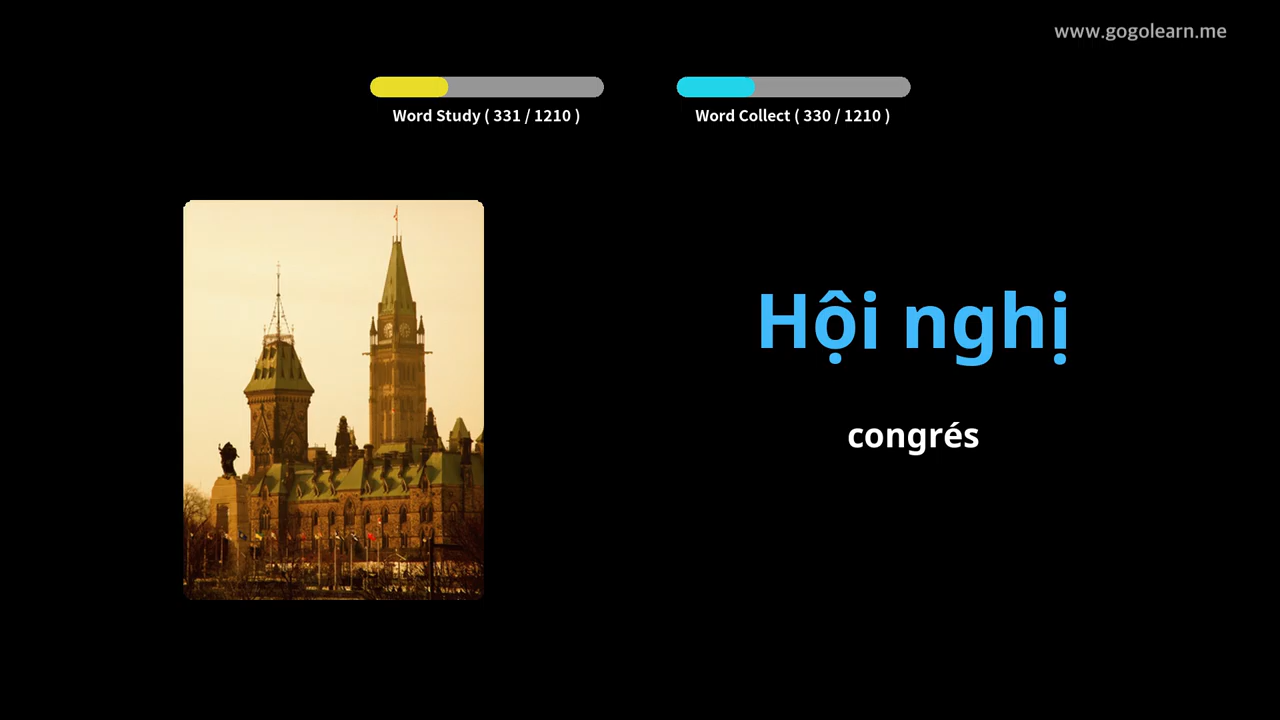 www.gogolearn.me
Word Study ( 331 / 1210 )
Word Collect ( 330 / 1210 )
Hội nghị
congrés